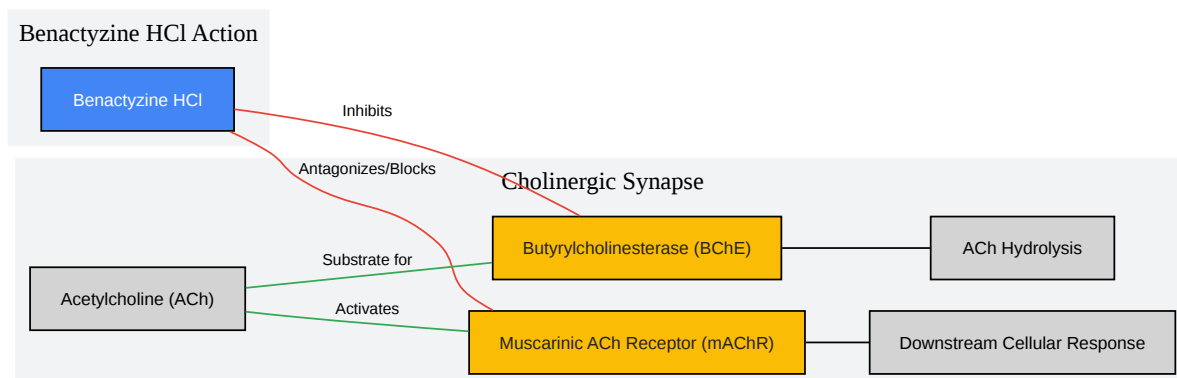 Benactyzine HCl Action
Benactyzine HCl
Inhibits
Antagonizes/Blocks
Cholinergic Synapse
Butyrylcholinesterase (BChE)
ACh Hydrolysis
Substrate for
Acetylcholine (ACh)
Activates
Muscarinic ACh Receptor (mAChR)
Downstream Cellular Response